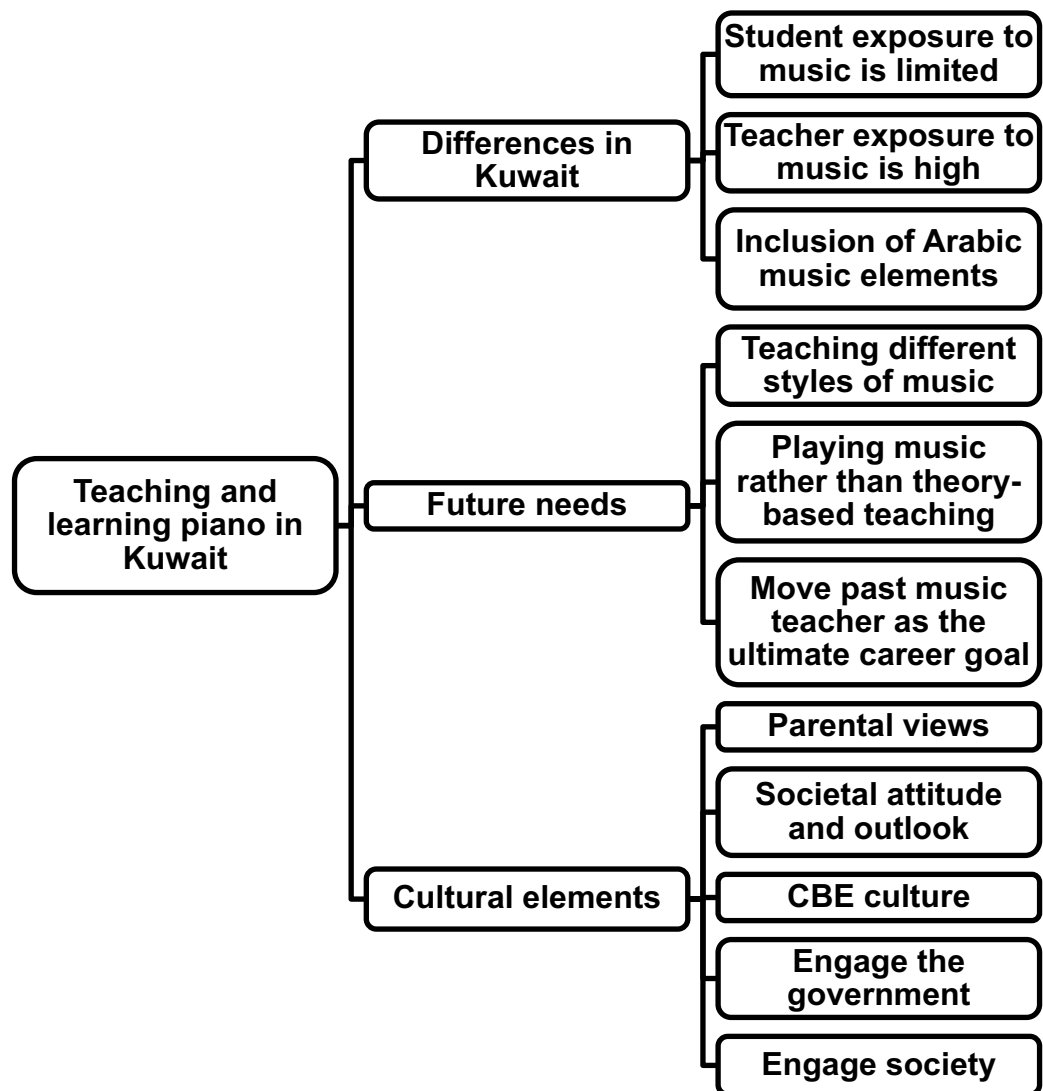 Teaching and
learning piano in
Kuwait
Differences in
Kuwait
Student exposure to
music is limited
Teacher exposure to
music is high
Inclusion of Arabic
music elements
Future needs
Teaching different
styles of music
Playing music
rather than theory-
based teaching
Move past music
teacher as the
ultimate career goal
Cultural elements
Parental views
Societal attitude
and outlook
CBE culture
Engage the
government
Engage society